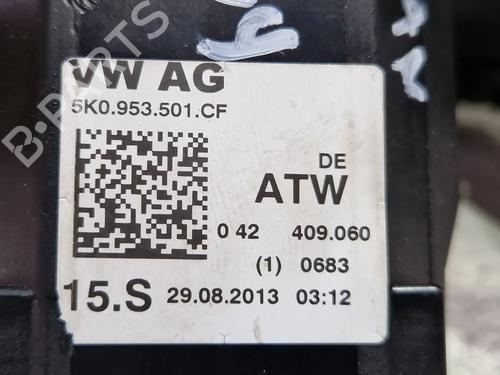 VW AG
5K0.953.501.CF
DE
ATW
0 42 409.060
(1) 0683
15.S 29.08.2013 03:12
B-PARTS